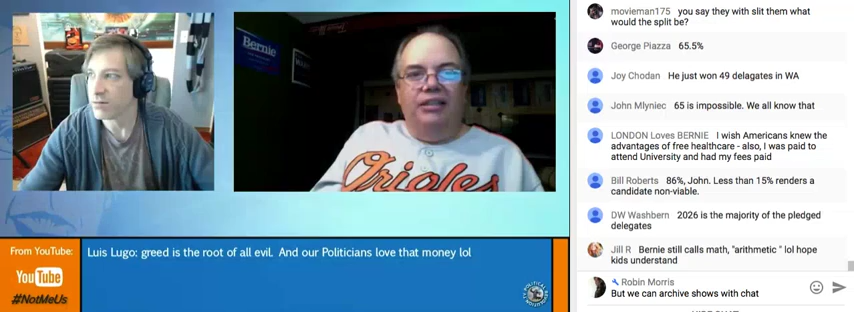 Bernie
Orioles
From YouTube:
YouTube
#NotMeUs
Luis Lugo: greed is the root of all evil. And our Politicians love that money lol
movieman175 you say they with slit them what
would the split be?
George Piazza 65.5%
Joy Chodan He just won 49 delagates in WA
John Mlyniec 65 is impossible. We all know that
LONDON Loves BERNIE I wish Americans knew the
advantages of free healthcare - also, I was paid to
attend University and had my fees paid
Bill Roberts 86%, John. Less than 15% renders a
candidate non-viable.
DW Washbern 2026 is the majority of the pledged
delegates
Jill R Bernie still calls math, "arithmetic" lol hope
kids understand
Robin Morris
But we can archive shows with chat